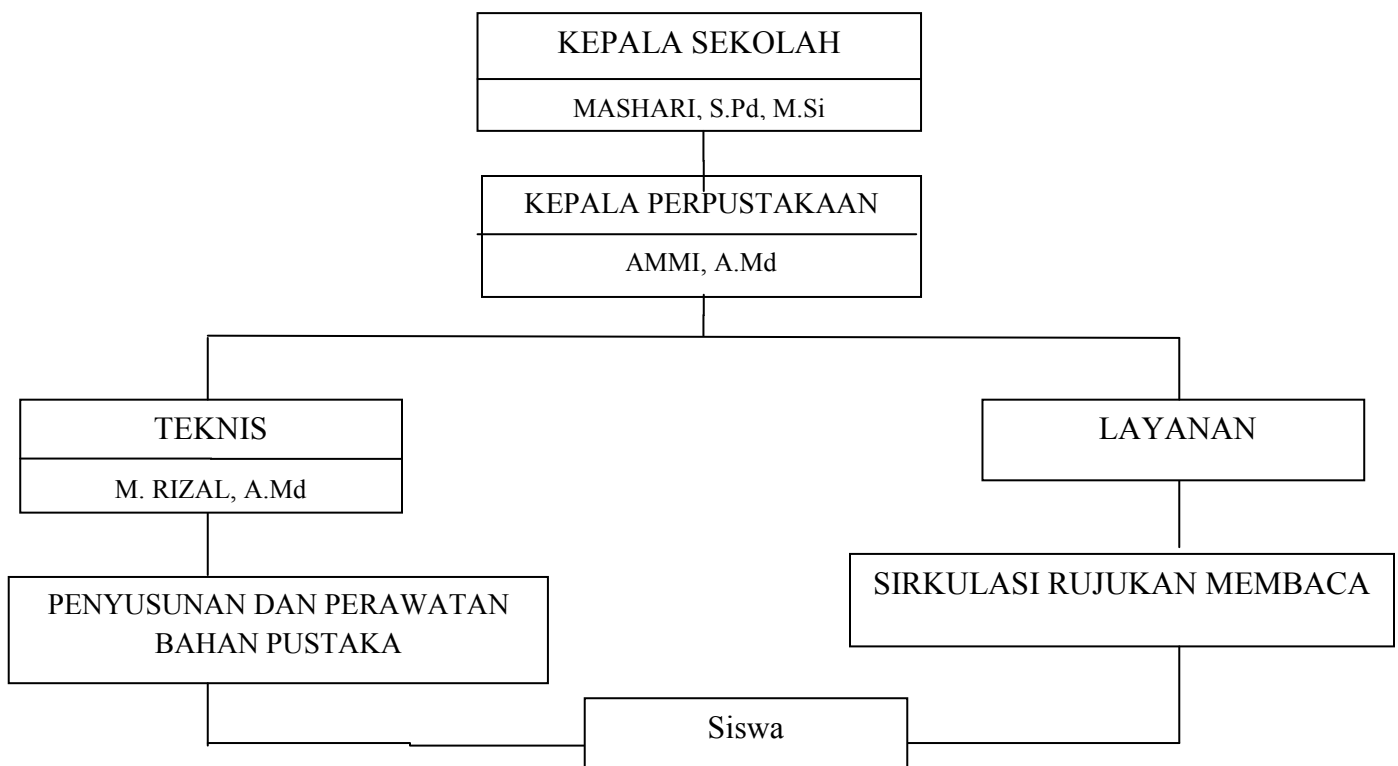 KEPALA SEKOLAH
MASHARI, S.Pd, M.Si
KEPALA PERPUSTAKAAN
AMMI, A.Md
TEKNIS
M. RIZAL, A.Md
LAYANAN
PENYUSUNAN DAN PERAWATAN
BAHAN PUSTAKA
SIRKULASI RUJUKAN MEMBACA
Siswa